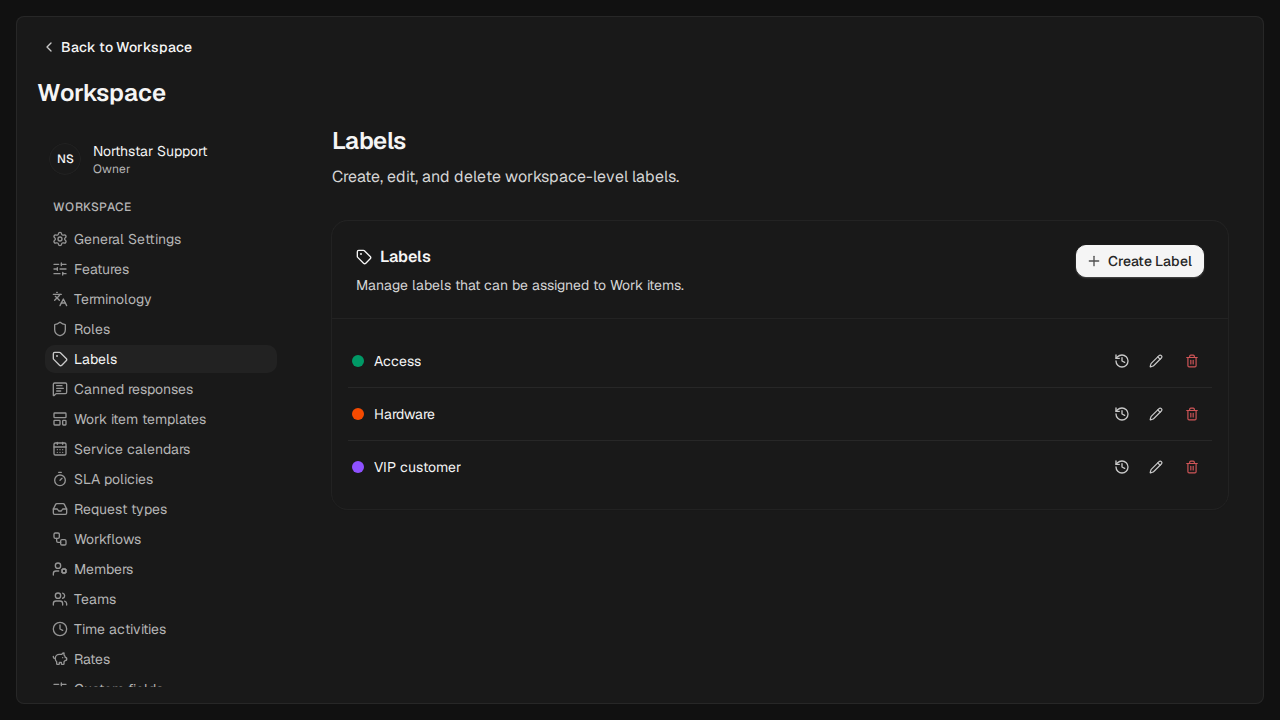 Back to Workspace
Workspace
NS
Northstar Support
Owner
WORKSPACE
General Settings
Features
Terminology
Roles
Labels
Canned responses
Work item templates
Service calendars
SLA policies
Request types
Workflows
Members
Teams
Time activities
Rates
Custom fields
Labels
Create, edit, and delete workspace-level labels.
Labels
Manage labels that can be assigned to Work items.
Create Label
Access
Hardware
VIP customer